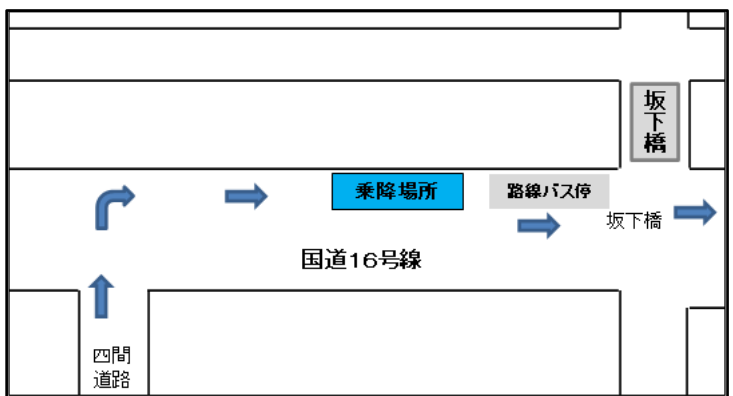 坂下橋
乗降場所
路線バス停
坂下橋
国道16号線
四間
道路